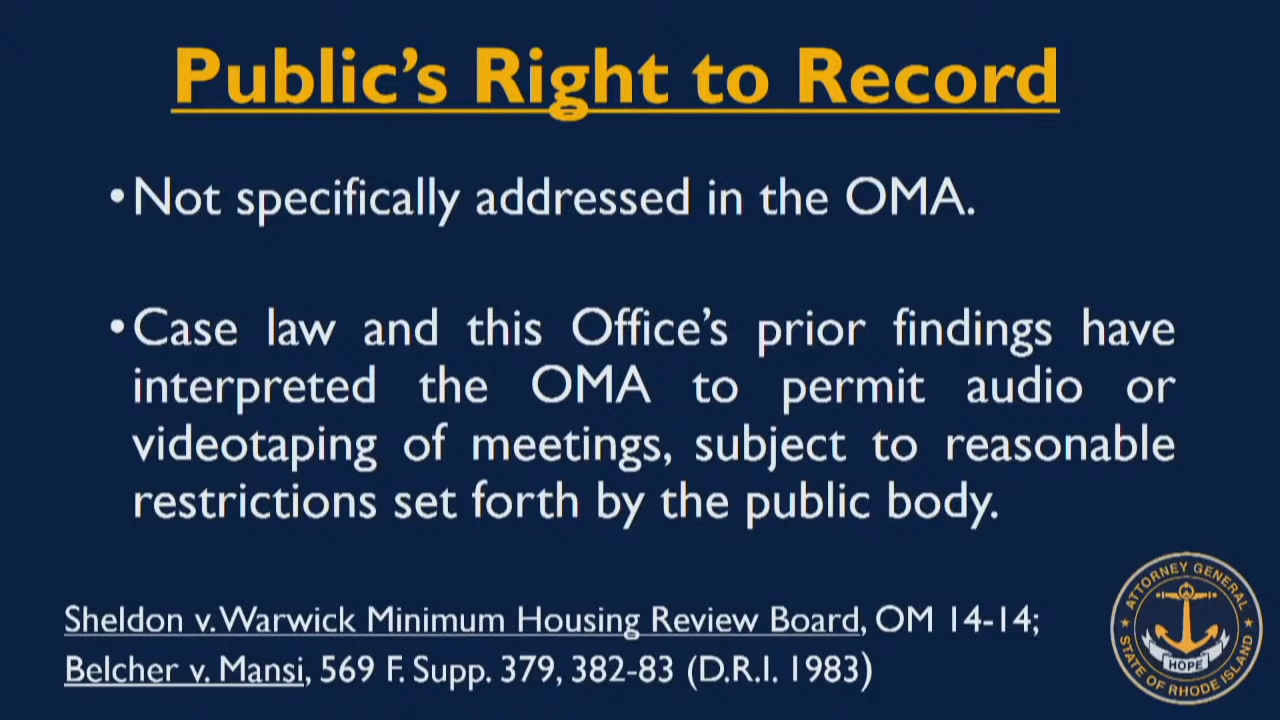 Public's Right to Record
•Not specifically addressed in the OMA.
•Case law and this Office's prior findings have
interpreted the OMA to permit audio or
videotaping of meetings, subject to reasonable
restrictions set forth by the public body.
Sheldon v. Warwick Minimum Housing Review Board, OM 14-14;
Belcher v. Mansi, 569 F. Supp. 379, 382-83 (D.R.I. 1983)
ATTORNEY GENERAL
HOPE
STATE OF RHODE ISLAND